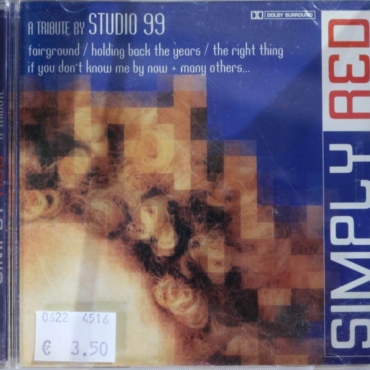 A TRIBUTE BY STUDIO 99
DOLBY SURROUND
fairground / holding back the years / the right thing
if you don't know me by now + many others...
SIMPLY RED
0322 4516
€ 3.50